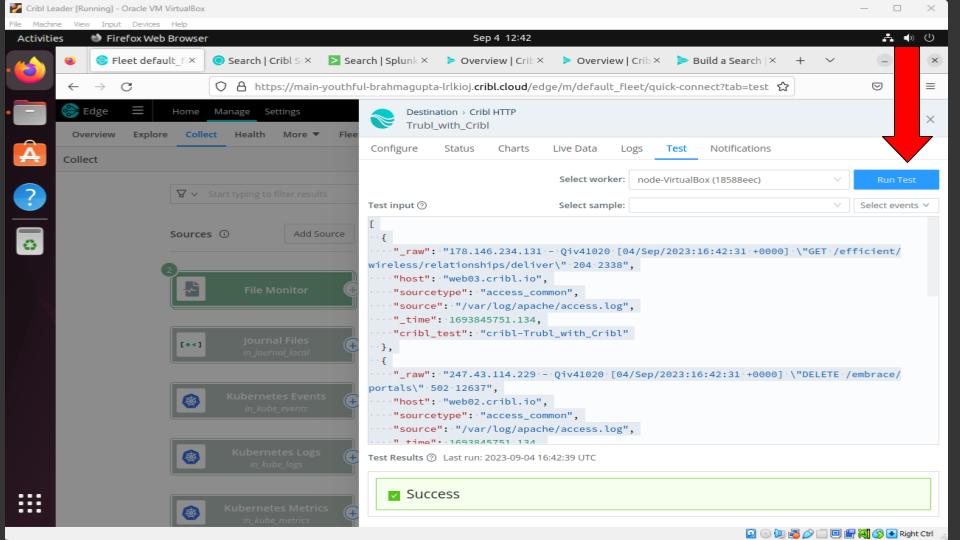 Cribl Leader [Running] - Oracle VM VirtualBox
File Machine View Input Devices Help
Activities Firefox Web Browser Sep 4 12:42
Fleet default_f Search | Cribl S Search | Splunk Overview | Crib Overview | Crib Build a Search |
https://main-youthful-brahmagupta-lrlkioj.cribl.cloud/edge/m/default_fleet/quick-connect?tab=test
Edge Home Manage Settings
Overview Explore Collect Health More ▼ Flee
Collect
Start typing to filter results
Sources Add Source
2
File Monitor
Journal Files
in_journal_local
Kubernetes Events
in_kube_events
Kubernetes Logs
in_kube_logs
Kubernetes Metrics
in_kube_metrics
Destination › Cribl HTTP
Trubl_with_Cribl
Configure Status Charts Live Data Logs Test Notifications
Select worker: node-VirtualBox (18588eec) Run Test
Test input Select sample: Select events
[
{
"_raw": "178.146.234.131 - Qiv41020 [04/Sep/2023:16:42:31 +0000] \"GET /efficient/
wireless/relationships/deliver\" 204 2338",
"host": "web03.cribl.io",
"sourcetype": "access_common",
"source": "/var/log/apache/access.log",
"_time": 1693845751.134,
"cribl_test": "cribl-Trubl_with_Cribl"
},
{
"_raw": "247.43.114.229 - Qiv41020 [04/Sep/2023:16:42:31 +0000] \"DELETE /embrace/
portals\" 502 12637",
"host": "web02.cribl.io",
"sourcetype": "access_common",
"source": "/var/log/apache/access.log",
"_time": 1693845751.134
Test Results Last run: 2023-09-04 16:42:39 UTC
Success
Right Ctrl